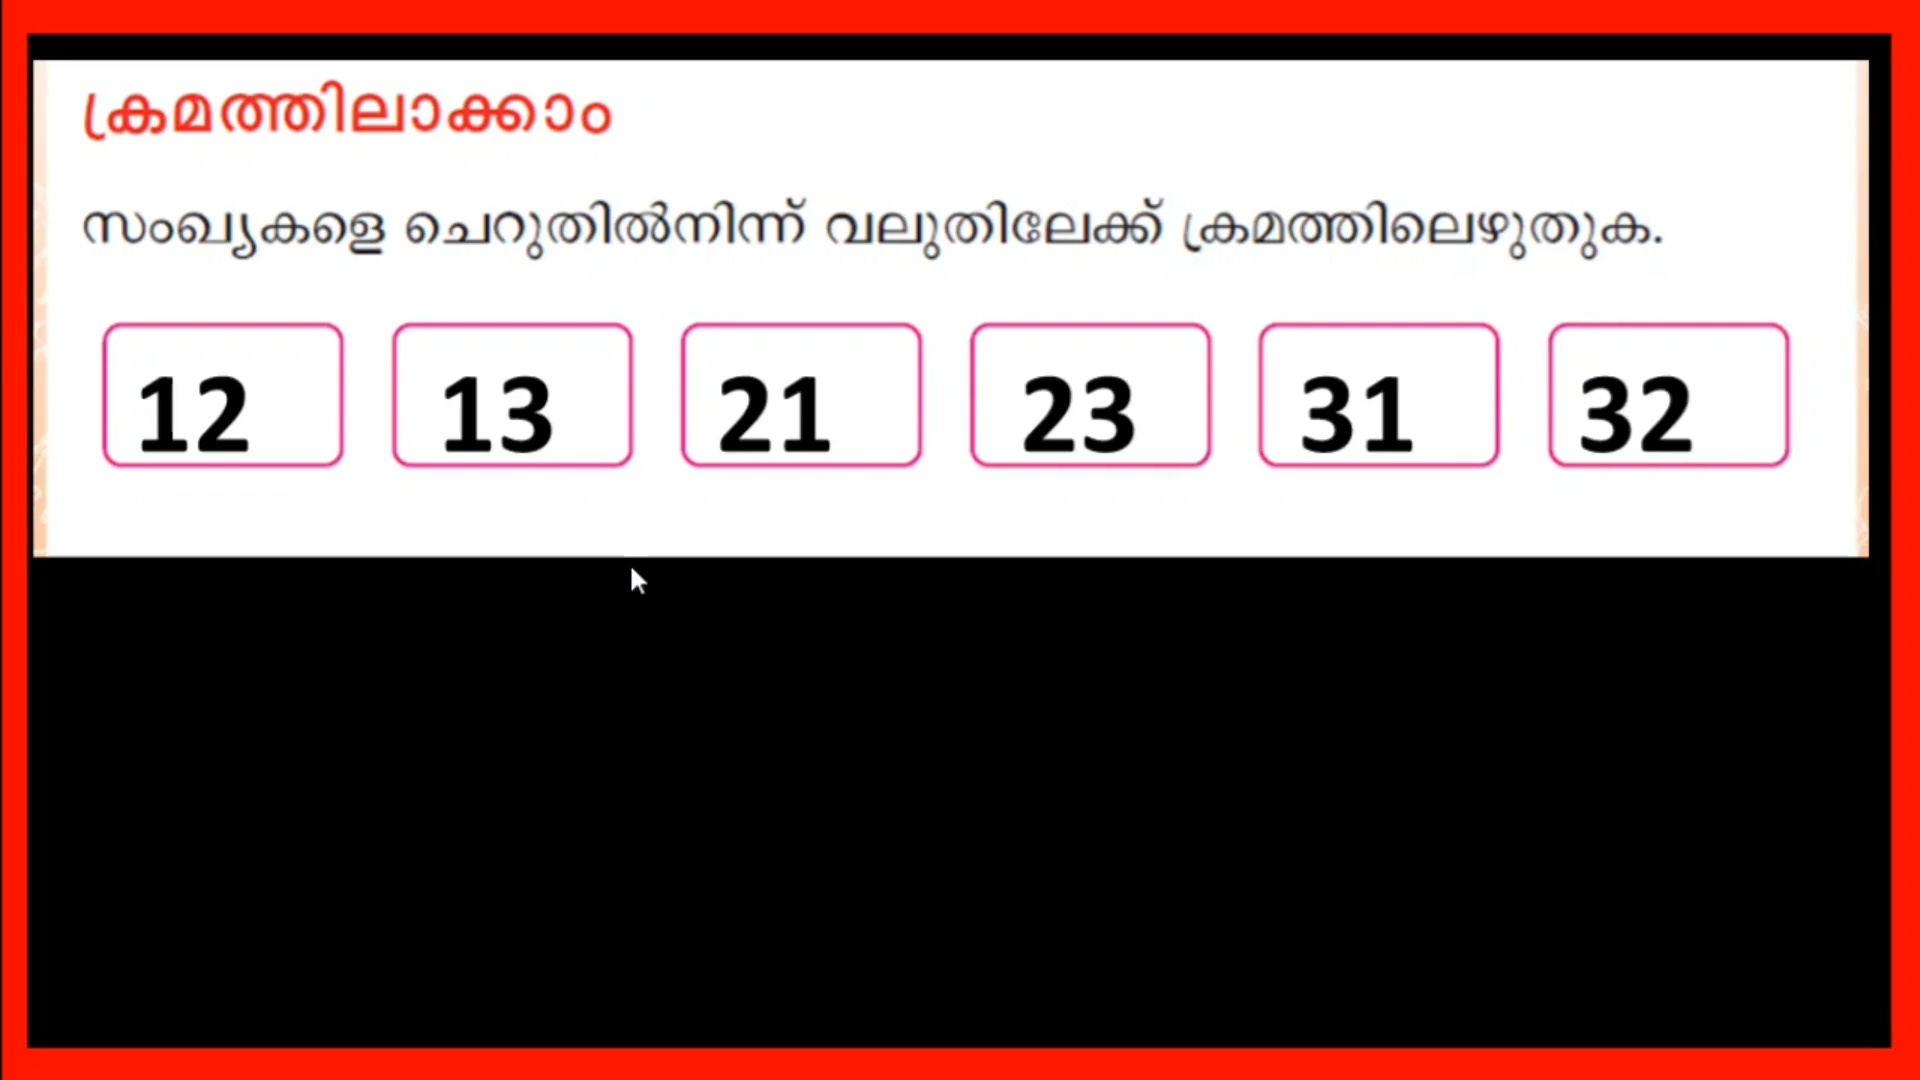 ക്രമത്തിലാക്കാം
സംഖ്യകളെ ചെറുതിൽനിന്ന് വലുതിലേക്ക് ക്രമത്തിലെഴുതുക.
12 13 21 23 31 32